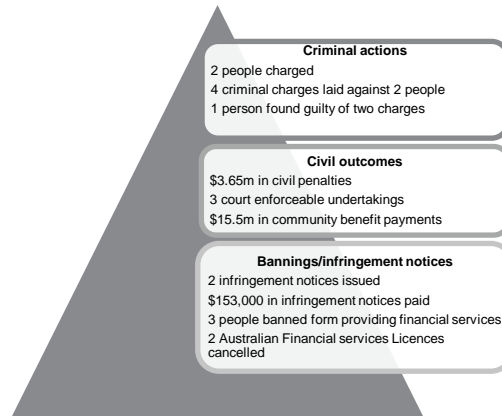 Criminal actions
2 people charged
4 criminal charges laid against 2 people
1 person found guilty of two charges
Civil outcomes
$3.65m in civil penalties
3 court enforceable undertakings
$15.5m in community benefit payments
Bannings/infringement notices
2 infringement notices issued
$153,000 in infringement notices paid
3 people banned form providing financial services
2 Australian Financial services Licences
cancelled